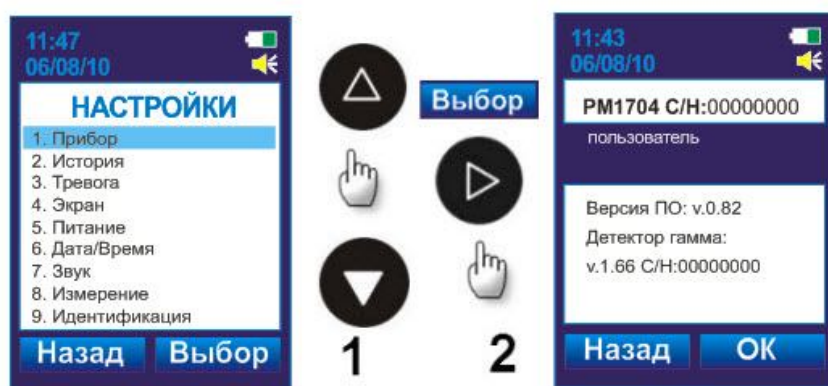 11:47
06/08/10
НАСТРОЙКИ
1. Прибор
2. История
3. Тревога
4. Экран
5. Питание
6. Дата/Время
7. Звук
8. Измерение
9. Идентификация
Назад Выбор
1
Выбор
2
11:43
06/08/10
PM1704 С/Н:00000000
пользователь
Версия ПО: v.0.82
Детектор гамма:
v.1.66 С/Н:00000000
Назад ОК